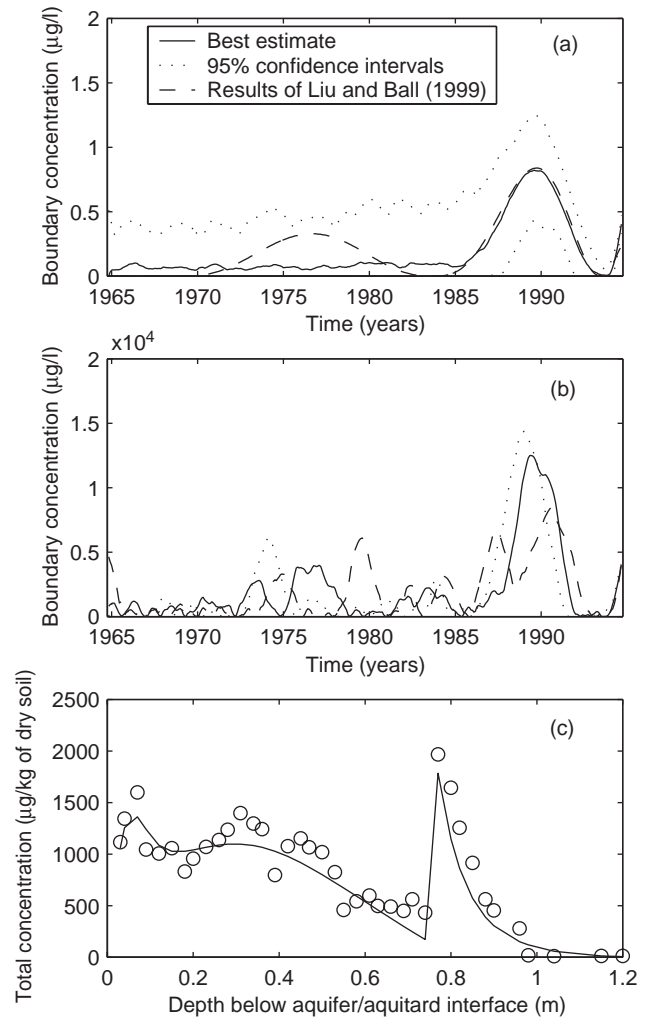 2
1.5
1
0.5
0
Boundary concentration (μg/l)
Best estimate
95% confidence intervals
Results of Liu and Ball (1999)
(a)
1965 1970 1975 1980 1985 1990
Time (years)
x10⁴
2
1.5
1
0.5
0
Boundary concentration (μg/l)
(b)
1965 1970 1975 1980 1985 1990
Time (years)
2500
2000
1500
1000
500
0
Total concentration (μg/kg of dry soil)
(c)
0 0.2 0.4 0.6 0.8 1 1.2
Depth below aquifer/aquitard interface (m)